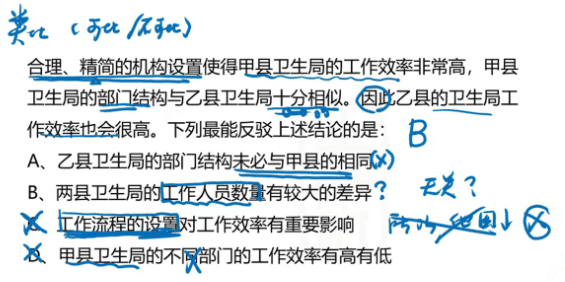 类比（可比/不可比）
合理、精简的机构设置使得甲县卫生局的工作效率非常高，甲县
卫生局的部门结构与乙县卫生局十分相似。因此乙县的卫生局工
作效率也会很高。下列最能反驳上述结论的是： B
A、乙县卫生局的部门结构未必与甲县的相同(x)
B、两县卫生局的工作人员数量有较大的差异？ 无关？
C、工作流程的设置对工作效率有重要影响
D、甲县卫生局的不同部门的工作效率有高有低